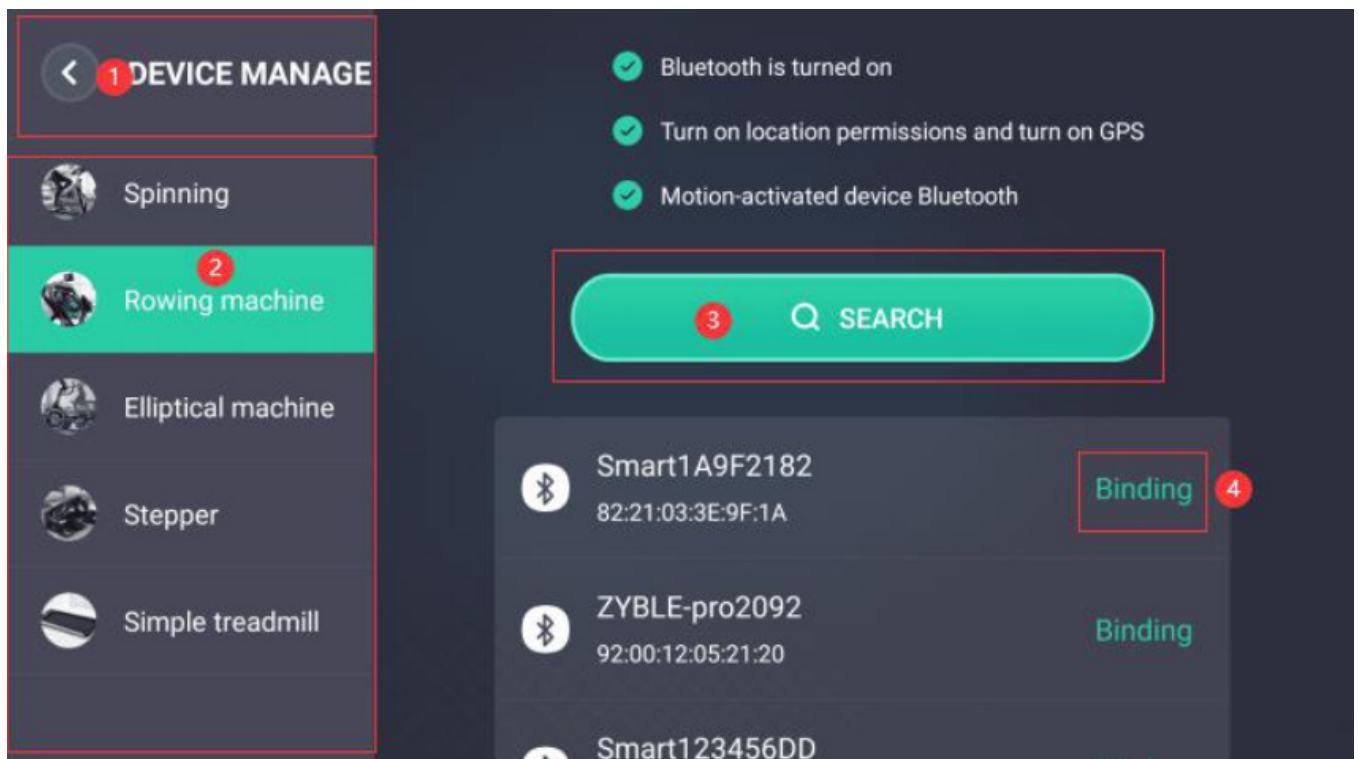 1 DEVICE MANAGE
Spinning
2
Rowing machine
Elliptical machine
Stepper
Simple treadmill
Bluetooth is turned on
Turn on location permissions and turn on GPS
Motion-activated device Bluetooth
3 SEARCH
Smart1A9F2182
82:21:03:3E:9F:1A
Binding 4
ZYBLE-pro2092
92:00:12:05:21:20
Binding
Smart123456DD